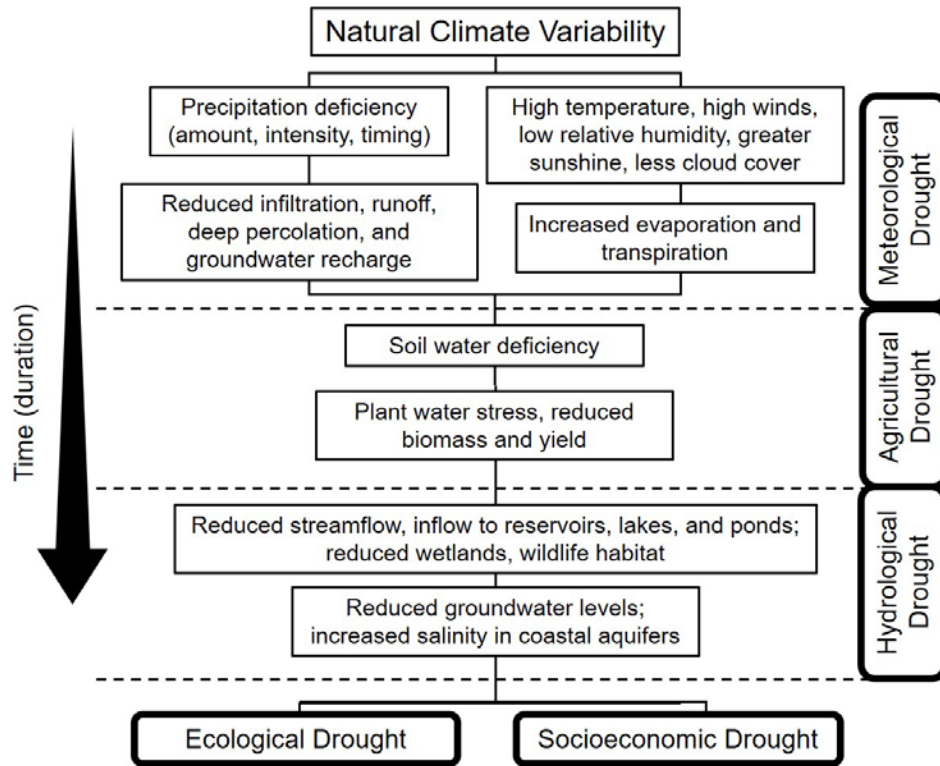 Natural Climate Variability
Precipitation deficiency
(amount, intensity, timing)
High temperature, high winds,
low relative humidity, greater
sunshine, less cloud cover
Reduced infiltration, runoff,
deep percolation, and
groundwater recharge
Increased evaporation and
transpiration
Meteorological
Drought
Time (duration)
Soil water deficiency
Plant water stress, reduced
biomass and yield
Agricultural
Drought
Reduced streamflow, inflow to reservoirs, lakes, and ponds;
reduced wetlands, wildlife habitat
Reduced groundwater levels;
increased salinity in coastal aquifers
Hydrological
Drought
Ecological Drought
Socioeconomic Drought